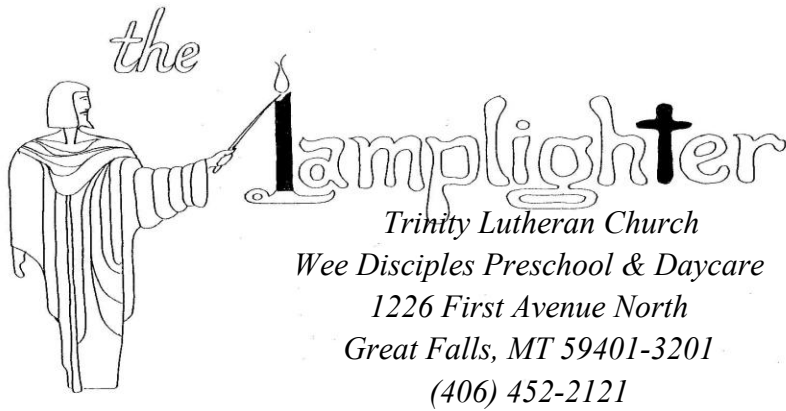 the
Lamplighter
Trinity Lutheran Church
Wee Disciples Preschool & Daycare
1226 First Avenue North
Great Falls, MT 59401-3201
(406) 452-2121